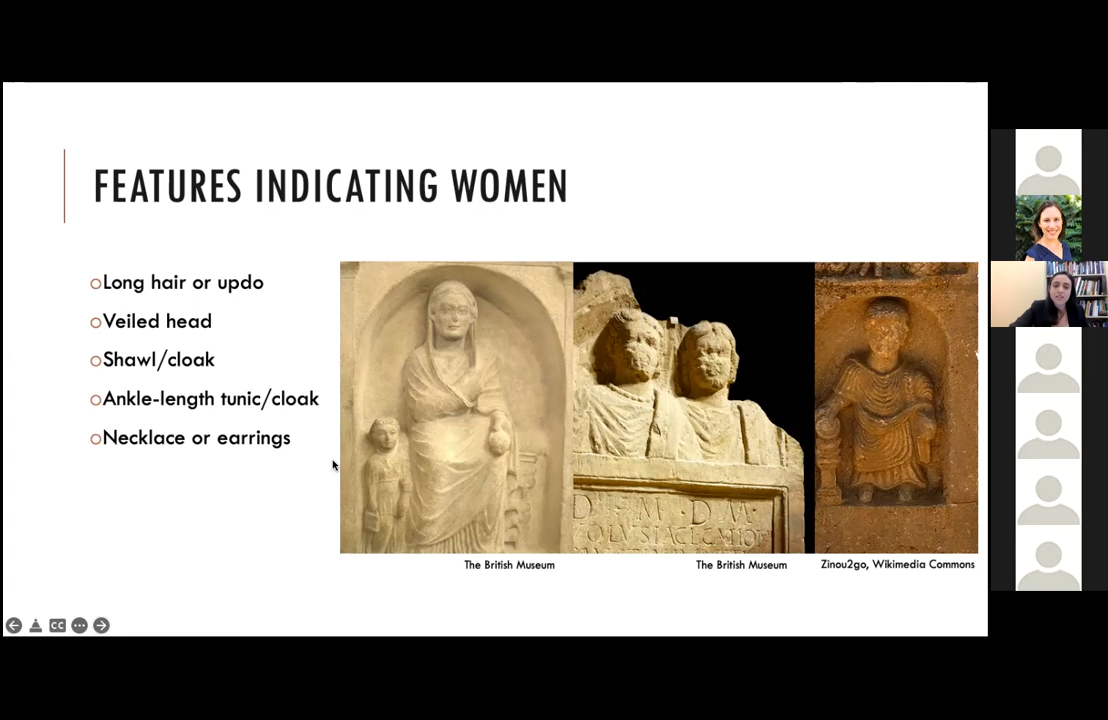 FEATURES INDICATING WOMEN
Long hair or updo
Veiled head
Shawl/cloak
Ankle-length tunic/cloak
Necklace or earrings
D M D M
The British Museum
The British Museum
Zinou2go, Wikimedia Commons
CC